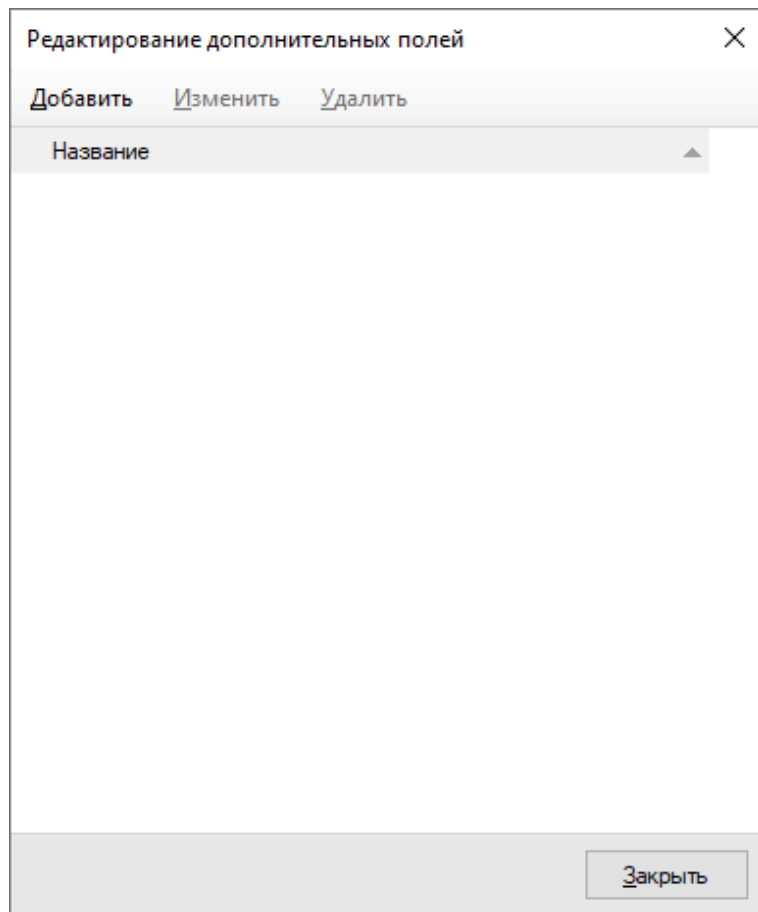 Редактирование дополнительных полей
Добавить Изменить Удалить
Название
Закрыть